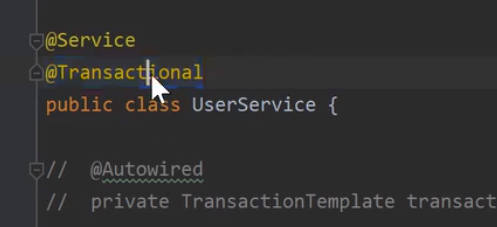 @Service
@Transactional
public class UserService {
//  @Autowired
//  private TransactionTemplate transact